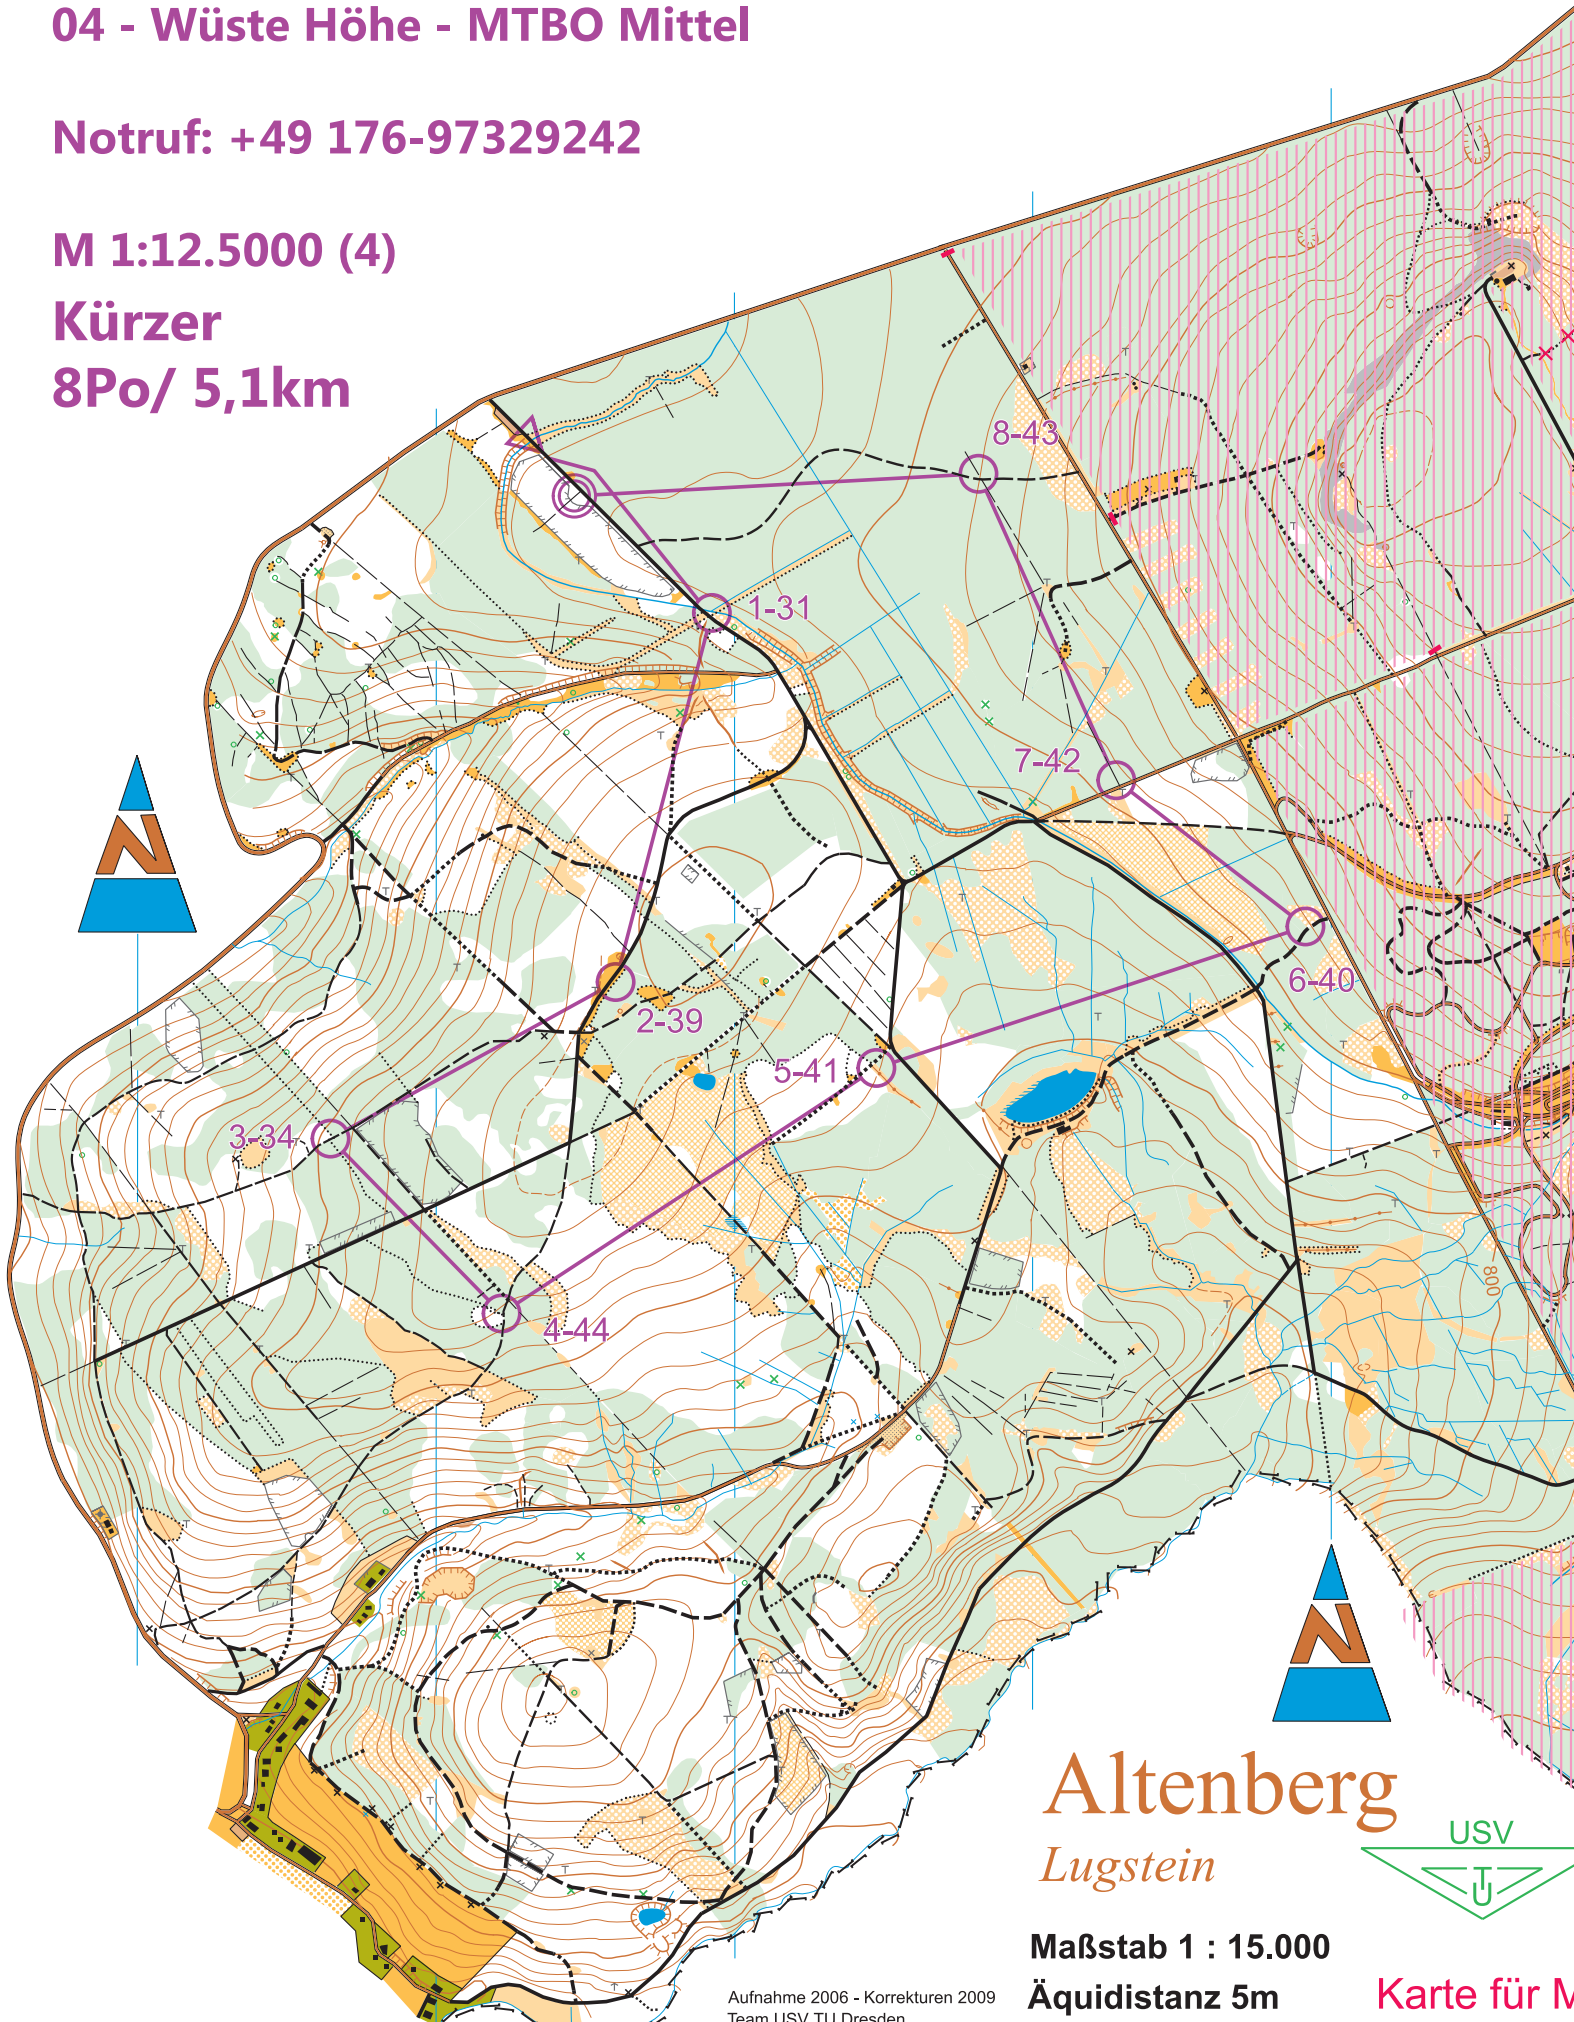 04 - Wüste Höhe - MTBO Mittel
Notruf: +49 176-97329242
M 1:12.5000 (4)
Kürzer
8Po/ 5,1km
8-43
1-31
7-42
6-40
2-39
5-41
3-34
4-44
800
N
N
Altenberg
Lugstein
USV
TU
Maßstab 1 : 15.000
Äquidistanz 5m
Karte für M
Aufnahme 2006 - Korrekturen 2009
Team USV TU Dresden